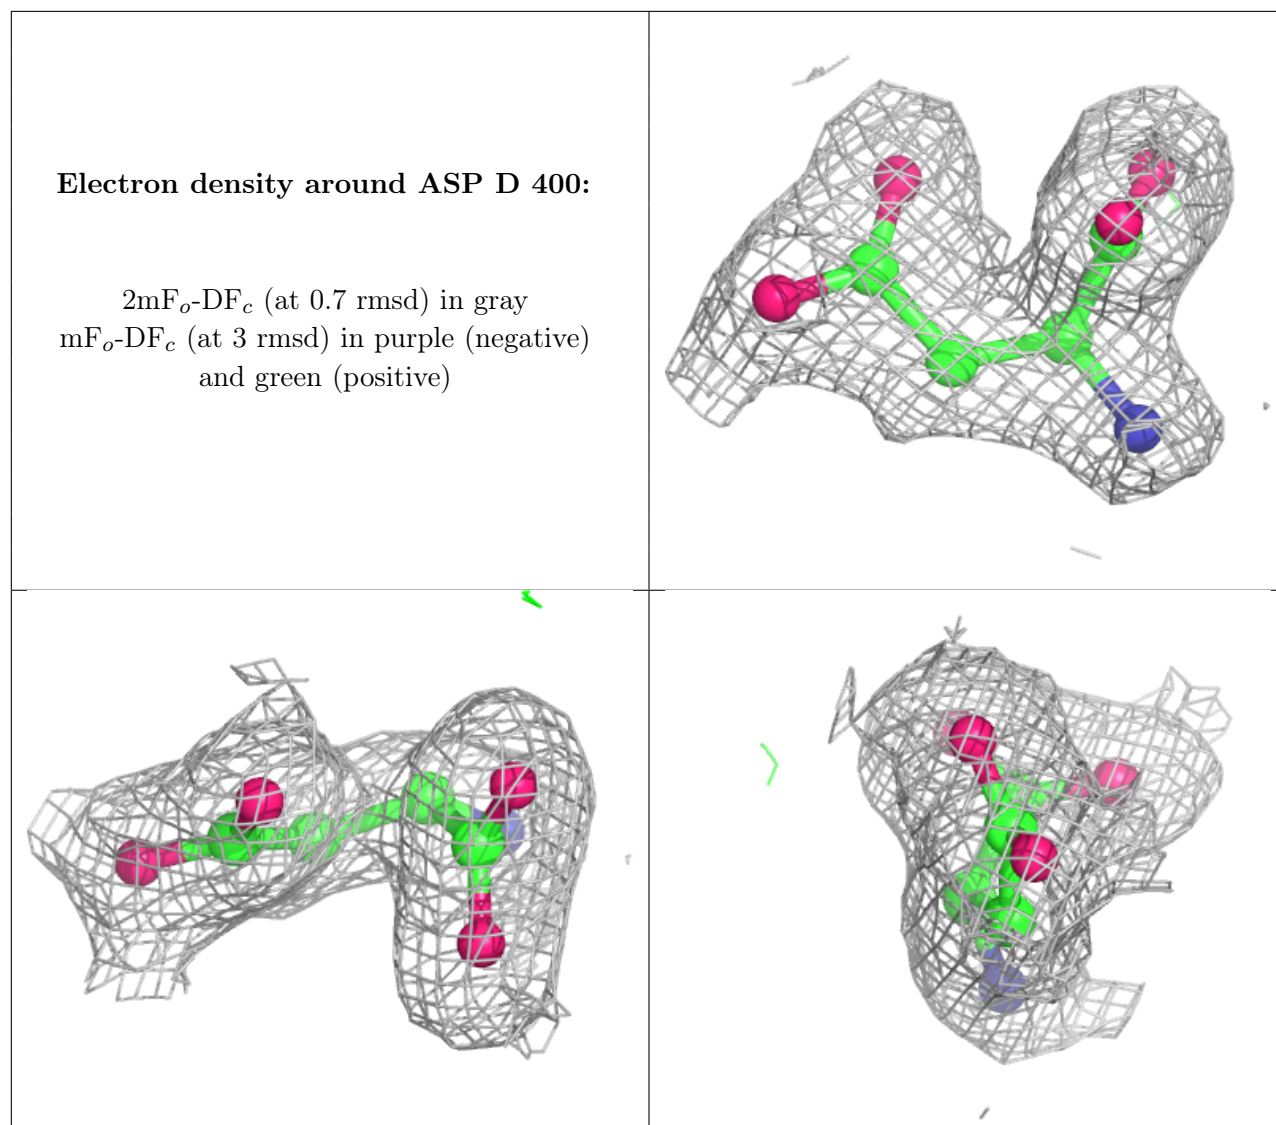 Electron density around ASP D 400:
2mFo-DFc (at 0.7 rmsd) in gray
mFo-DFc (at 3 rmsd) in purple (negative)
and green (positive)